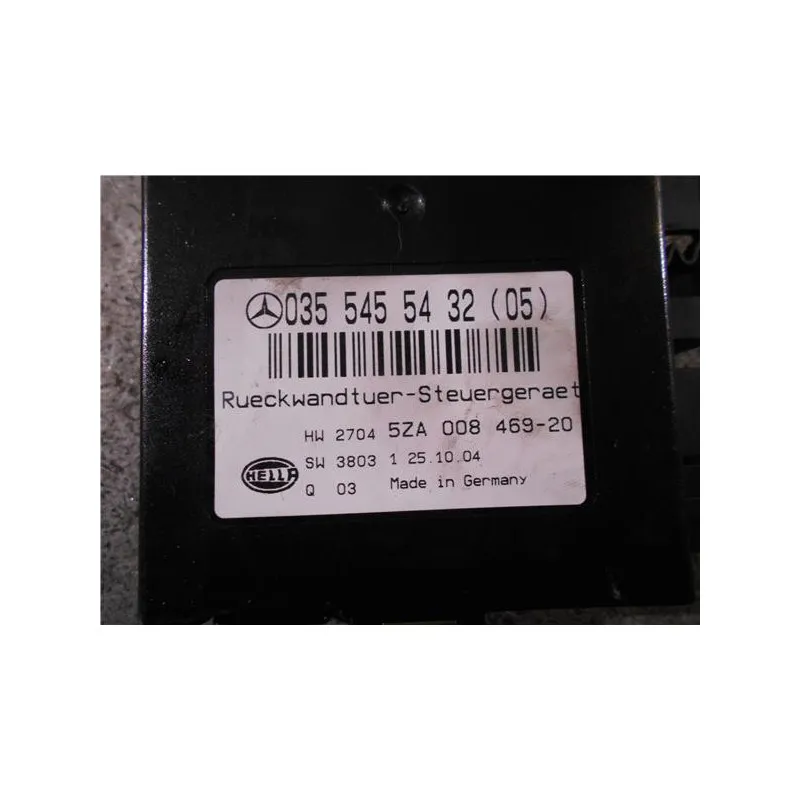 035 545 54 32 (05)
Rueckwandtuer-Steuergeraet
HW 2704 5ZA 008 469-20
HELLA SW 3803 1 25.10.04
Q 03 Made in Germany